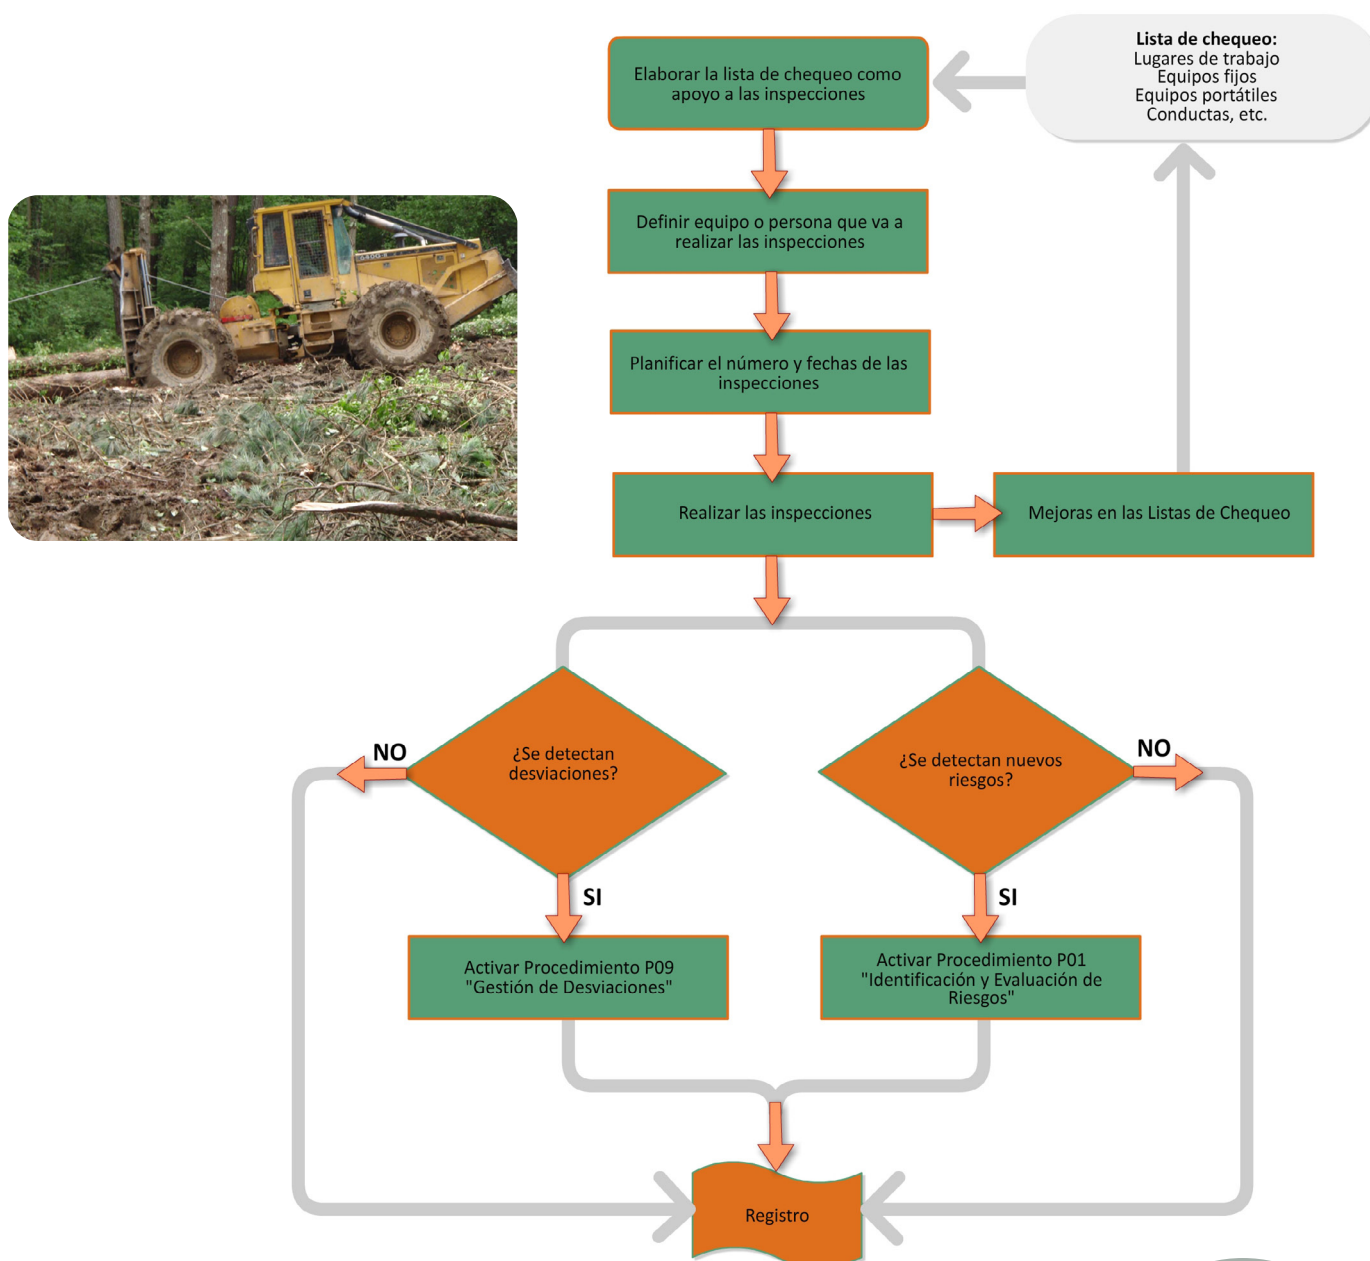 Lista de chequeo:
Lugares de trabajo
Equipos fijos
Equipos portátiles
Conductas, etc.
Elaborar la lista de chequeo como
apoyo a las inspecciones
Definir equipo o persona que va a
realizar las inspecciones
Planificar el número y fechas de las
inspecciones
Realizar las inspecciones
Mejoras en las Listas de Chequeo
¿Se detectan
desviaciones?
NO
SI
¿Se detectan nuevos
riesgos?
NO
SI
Activar Procedimiento P09
"Gestión de Desviaciones"
Activar Procedimiento P01
"Identificación y Evaluación de
Riesgos"
Registro